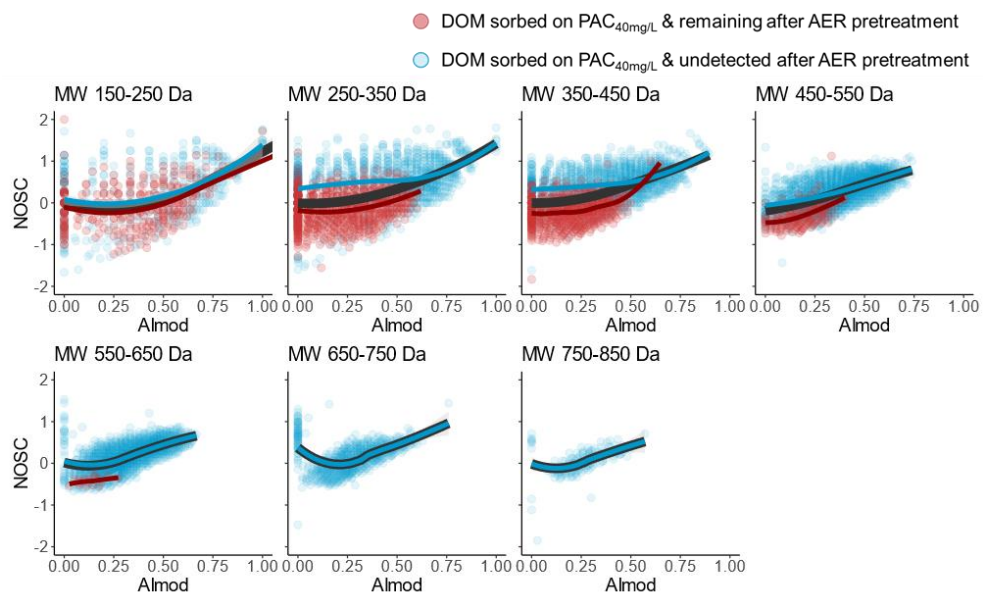 DOM sorbed on PAC40mg/L & remaining after AER pretreatment
DOM sorbed on PAC40mg/L & undetected after AER pretreatment
MW 150-250 Da
MW 250-350 Da
MW 350-450 Da
MW 450-550 Da
2
1
0
-1
-2
NOSC
0.00 0.25 0.50 0.75 1.00
0.00 0.25 0.50 0.75 1.00
0.00 0.25 0.50 0.75 1.00
0.00 0.25 0.50 0.75 1.00
AImod
AImod
AImod
AImod
MW 550-650 Da
MW 650-750 Da
MW 750-850 Da
2
1
0
-1
-2
NOSC
0.00 0.25 0.50 0.75 1.00
0.00 0.25 0.50 0.75 1.00
0.00 0.25 0.50 0.75 1.00
AImod
AImod
AImod